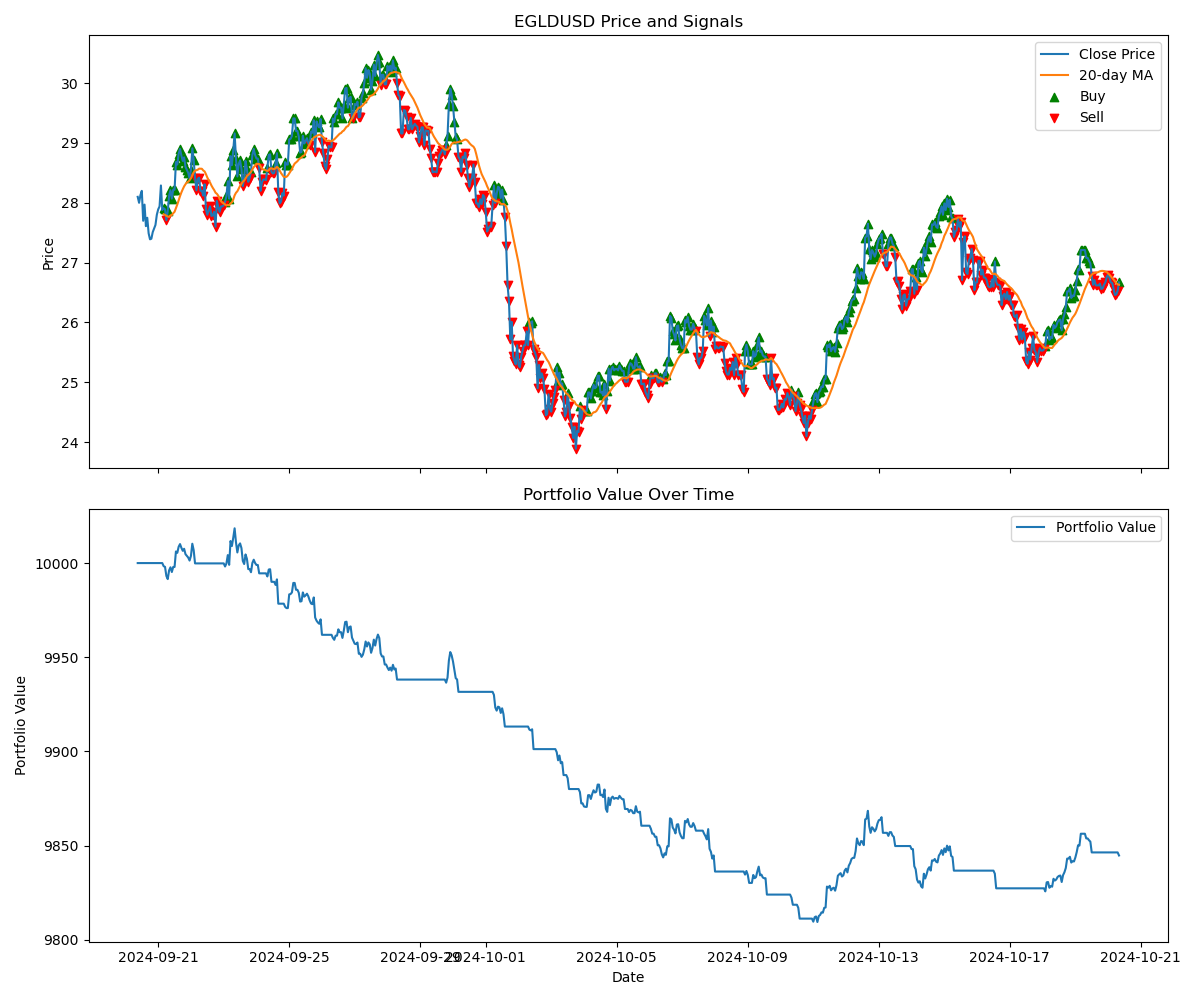 EGLDUSD Price and Signals
Close Price
20-day MA
Buy
Sell
Price
30
29
28
27
26
25
24
Portfolio Value Over Time
Portfolio Value
Portfolio Value
10000
9950
9900
9850
9800
2024-09-21
2024-09-25
2024-09-29
2024-10-01
2024-10-05
2024-10-09
2024-10-13
2024-10-17
2024-10-21
Date